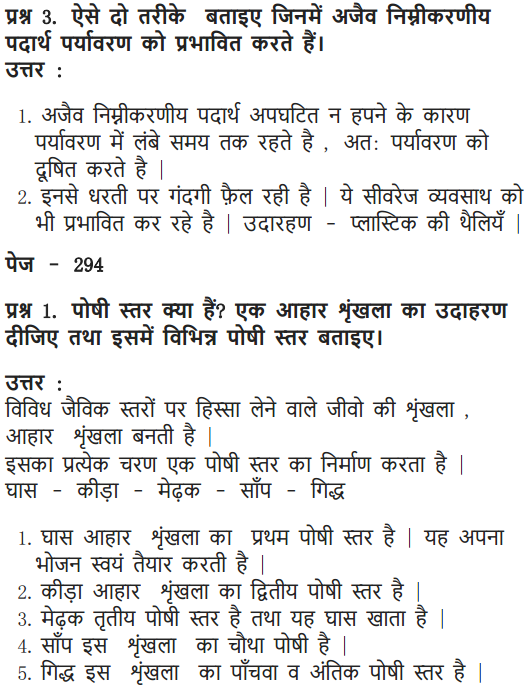 प्रश्न 3. ऐसे दो तरीके बताइए जिनमें अजैव निम्नीकरणीय
पदार्थ पर्यावरण को प्रभावित करते हैं।
उत्तर :
1. अजैव निम्नीकरणीय पदार्थ अपघटित न हपने के कारण
पर्यावरण में लंबे समय तक रहते है , अत: पर्यावरण को
दूषित करते है |
2. इनसे धरती पर गंदगी फ़ैल रही है | ये सीवरेज व्यवसाथ को
भी प्रभावित कर रहे है | उदारहण - प्लास्टिक की थैलियाँ |
पेज - 294
प्रश्न 1. पोषी स्तर क्या हैं? एक आहार शृंखला का उदाहरण
दीजिए तथा इसमें विभिन्न पोषी स्तर बताइए।
उत्तर :
विविध जैविक स्तरों पर हिस्सा लेने वाले जीवो की शृंखला ,
आहार शृंखला बनती है |
इसका प्रत्येक चरण एक पोषी स्तर का निर्माण करता है |
घास - कीड़ा - मेढ़क - साँप - गिद्ध
1. घास आहार शृंखला का प्रथम पोषी स्तर है | यह अपना
भोजन स्वयं तैयार करती है |
2. कीड़ा आहार शृंखला का द्वितीय पोषी स्तर है |
3. मेढ़क तृतीय पोषी स्तर है तथा यह घास खाता है |
4. साँप इस शृंखला का चौथा पोषी है |
5. गिद्ध इस शृंखला का पाँचवा व अंतिक पोषी स्तर है |